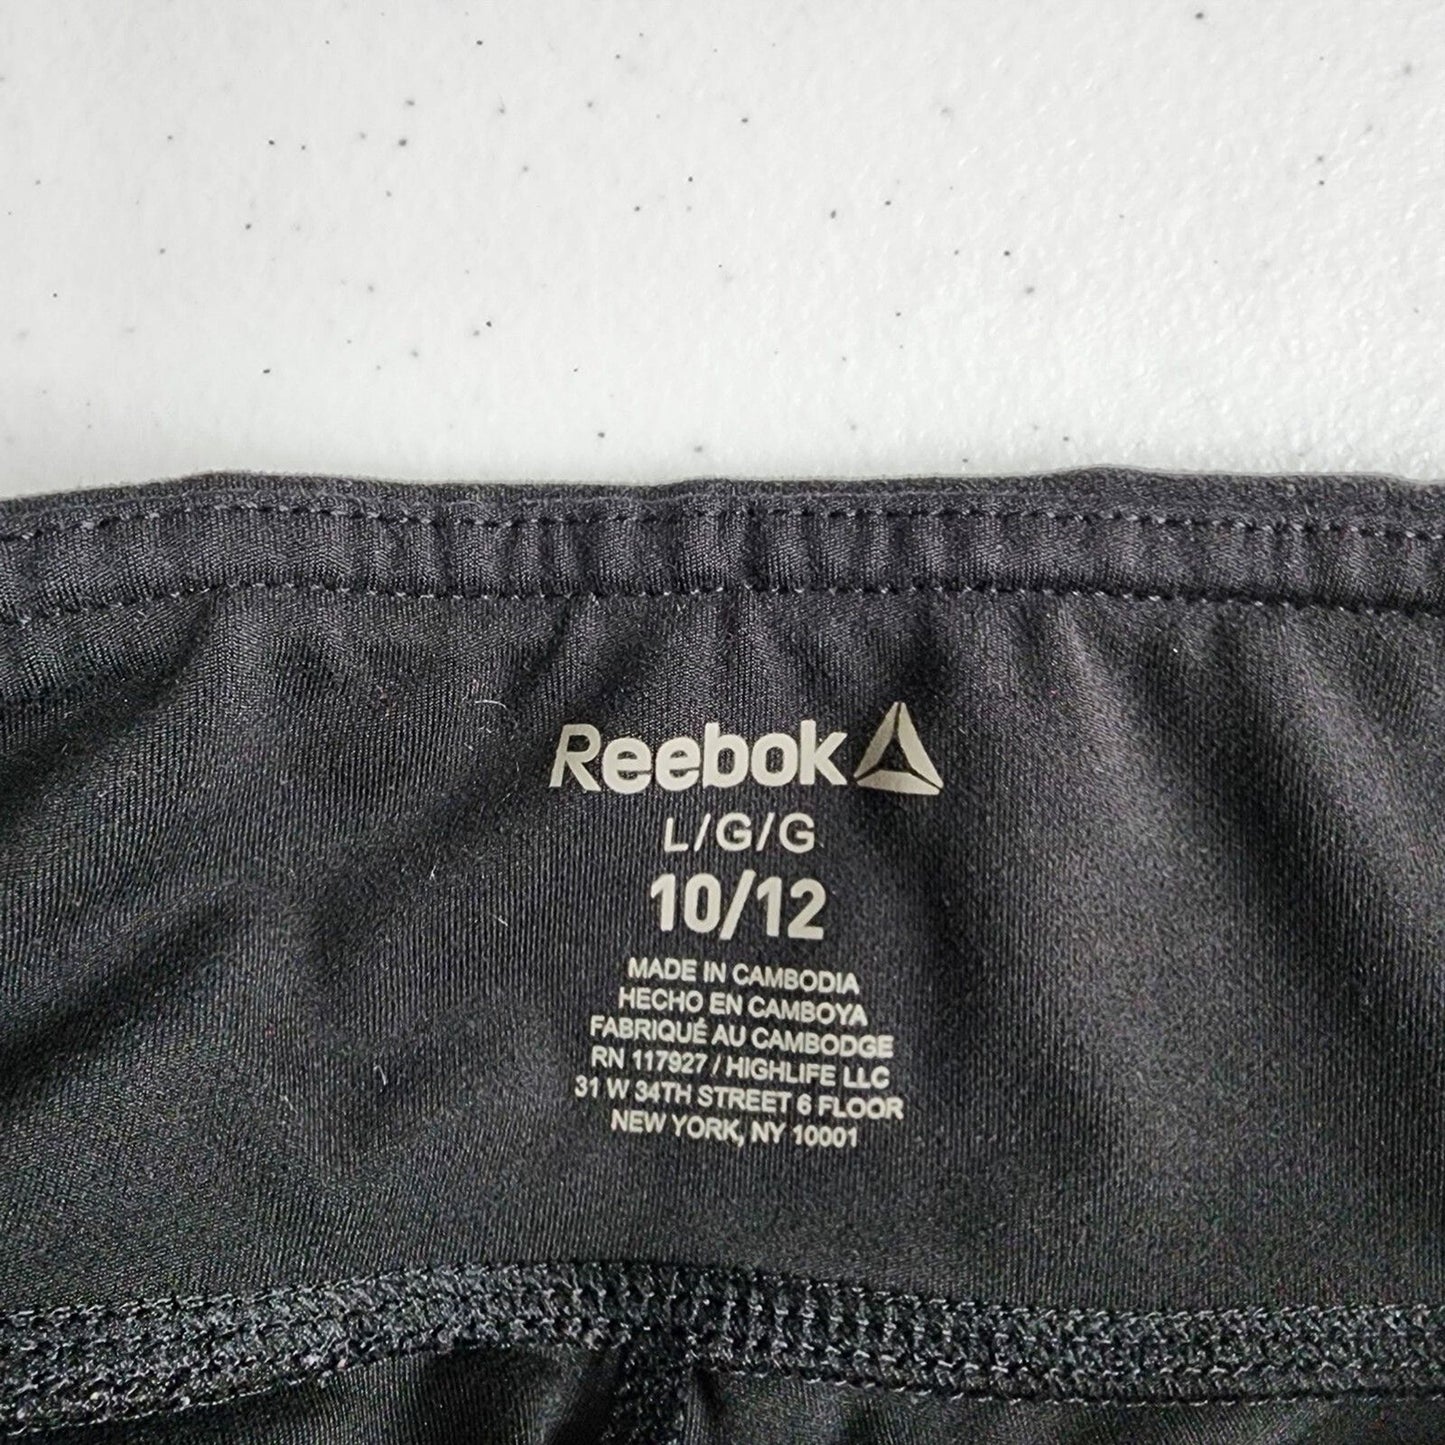 Reebok
L/G/G
10/12
MADE IN CAMBODIA
HECHO EN CAMBOYA
FABRIQUÉ AU CAMBODGE
RN 117927 / HIGHLIFE LLC
31 W 34TH STREET 6 FLOOR
NEW YORK, NY 10001